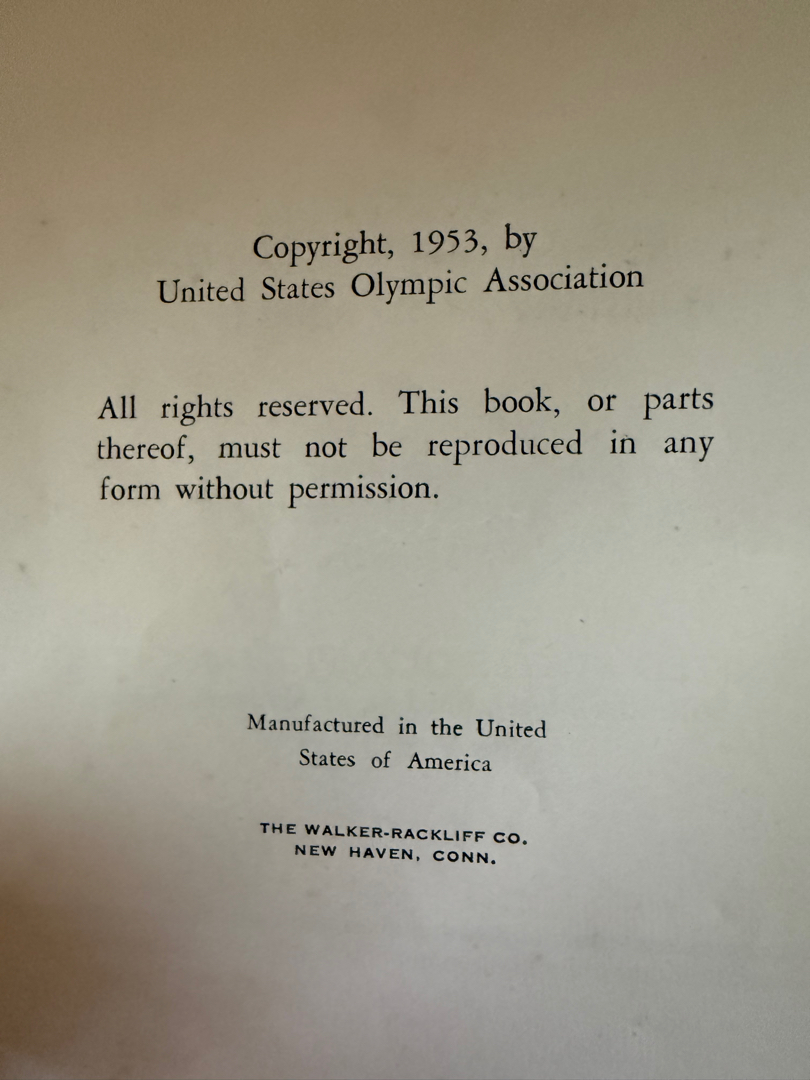 Copyright, 1953, by
United States Olympic Association
All rights reserved. This book, or parts
thereof, must not be reproduced in any
form without permission.
Manufactured in the United
States of America
THE WALKER-RACKLIFF CO.
NEW HAVEN, CONN.